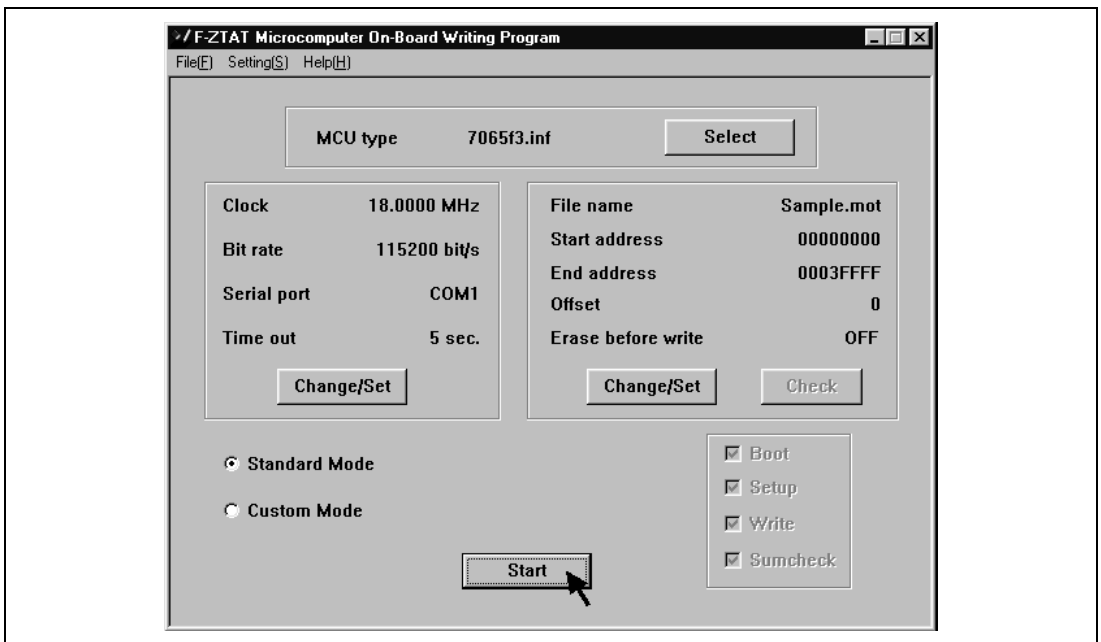 F-ZTAT Microcomputer On-Board Writing Program
File(F) Setting(S) Help(H)
MCU type 7065f3.inf Select
Clock 18.0000 MHz
Bit rate 115200 bit/s
Serial port COM1
Time out 5 sec.
Change/Set
File name Sample.mot
Start address 00000000
End address 0003FFFF
Offset 0
Erase before write OFF
Change/Set Check
Standard Mode
Custom Mode
Boot
Setup
Write
Sumcheck
Start